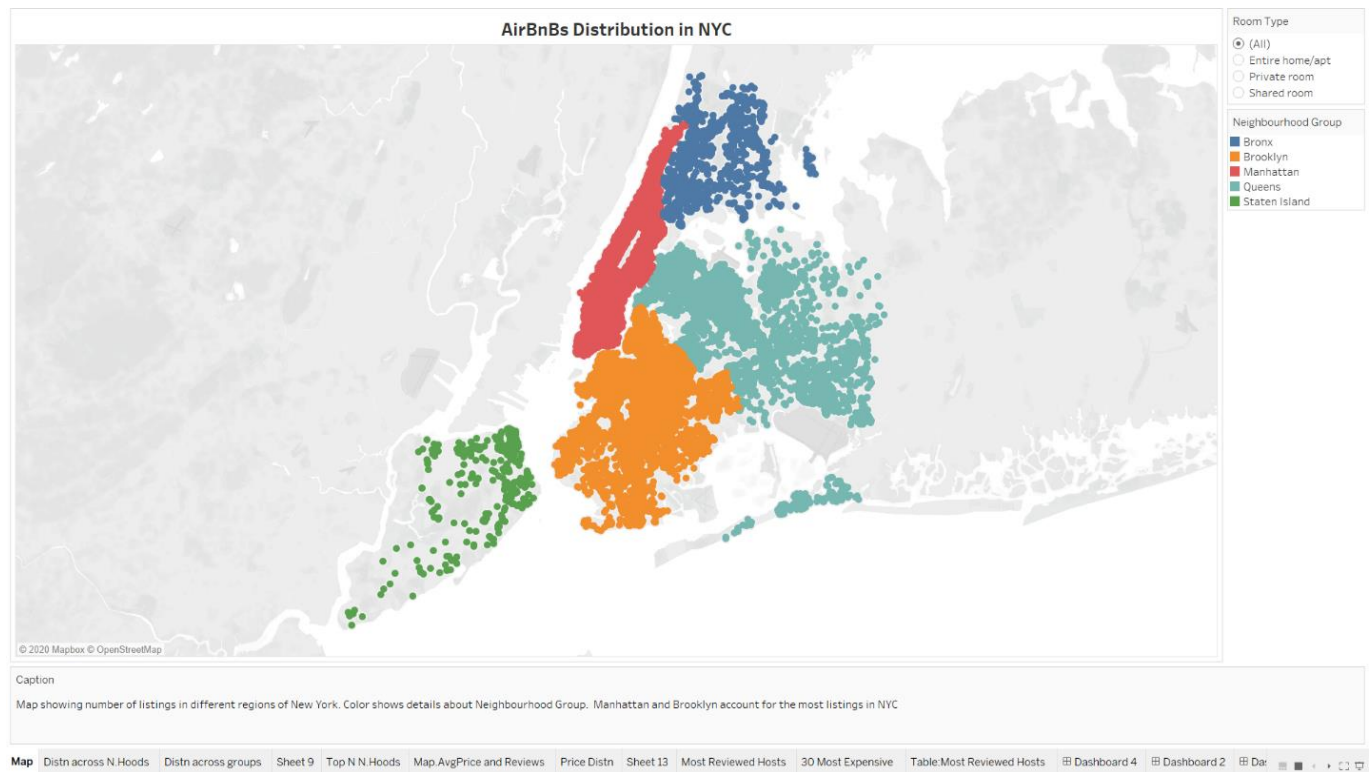 AirBnBs Distribution in NYC
Room Type
(All)
Entire home/apt
Private room
Shared room
Neighbourhood Group
Bronx
Brooklyn
Manhattan
Queens
Staten Island
© 2020 Mapbox © OpenStreetMap
Caption
Map showing number of listings in different regions of New York. Color shows details about Neighbourhood Group. Manhattan and Brooklyn account for the most listings in NYC
Map Distn across N.Hoods Distn across groups Sheet 9 Top N N.Hoods Map.AvgPrice and Reviews Price Distn Sheet 13 Most Reviewed Hosts 30 Most Expensive Table:Most Reviewed Hosts Dashboard 4 Dashboard 2 Das